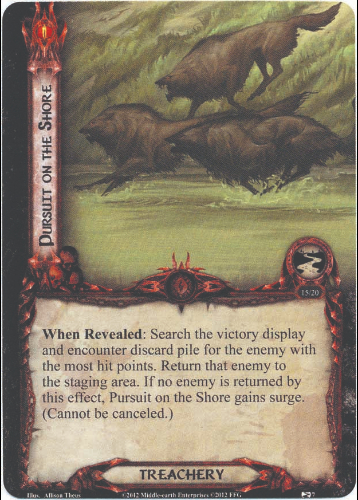 Pursuit on the Shore
15/20
When Revealed: Search the victory display
and encounter discard pile for the enemy with
the most hit points. Return that enemy to
the staging area. If no enemy is returned by
this effect, Pursuit on the Shore gains surge.
(Cannot be canceled.)
TREACHERY
Illus. Allison Theus ©2012 Middle-earth Enterprises ©2012 FFG